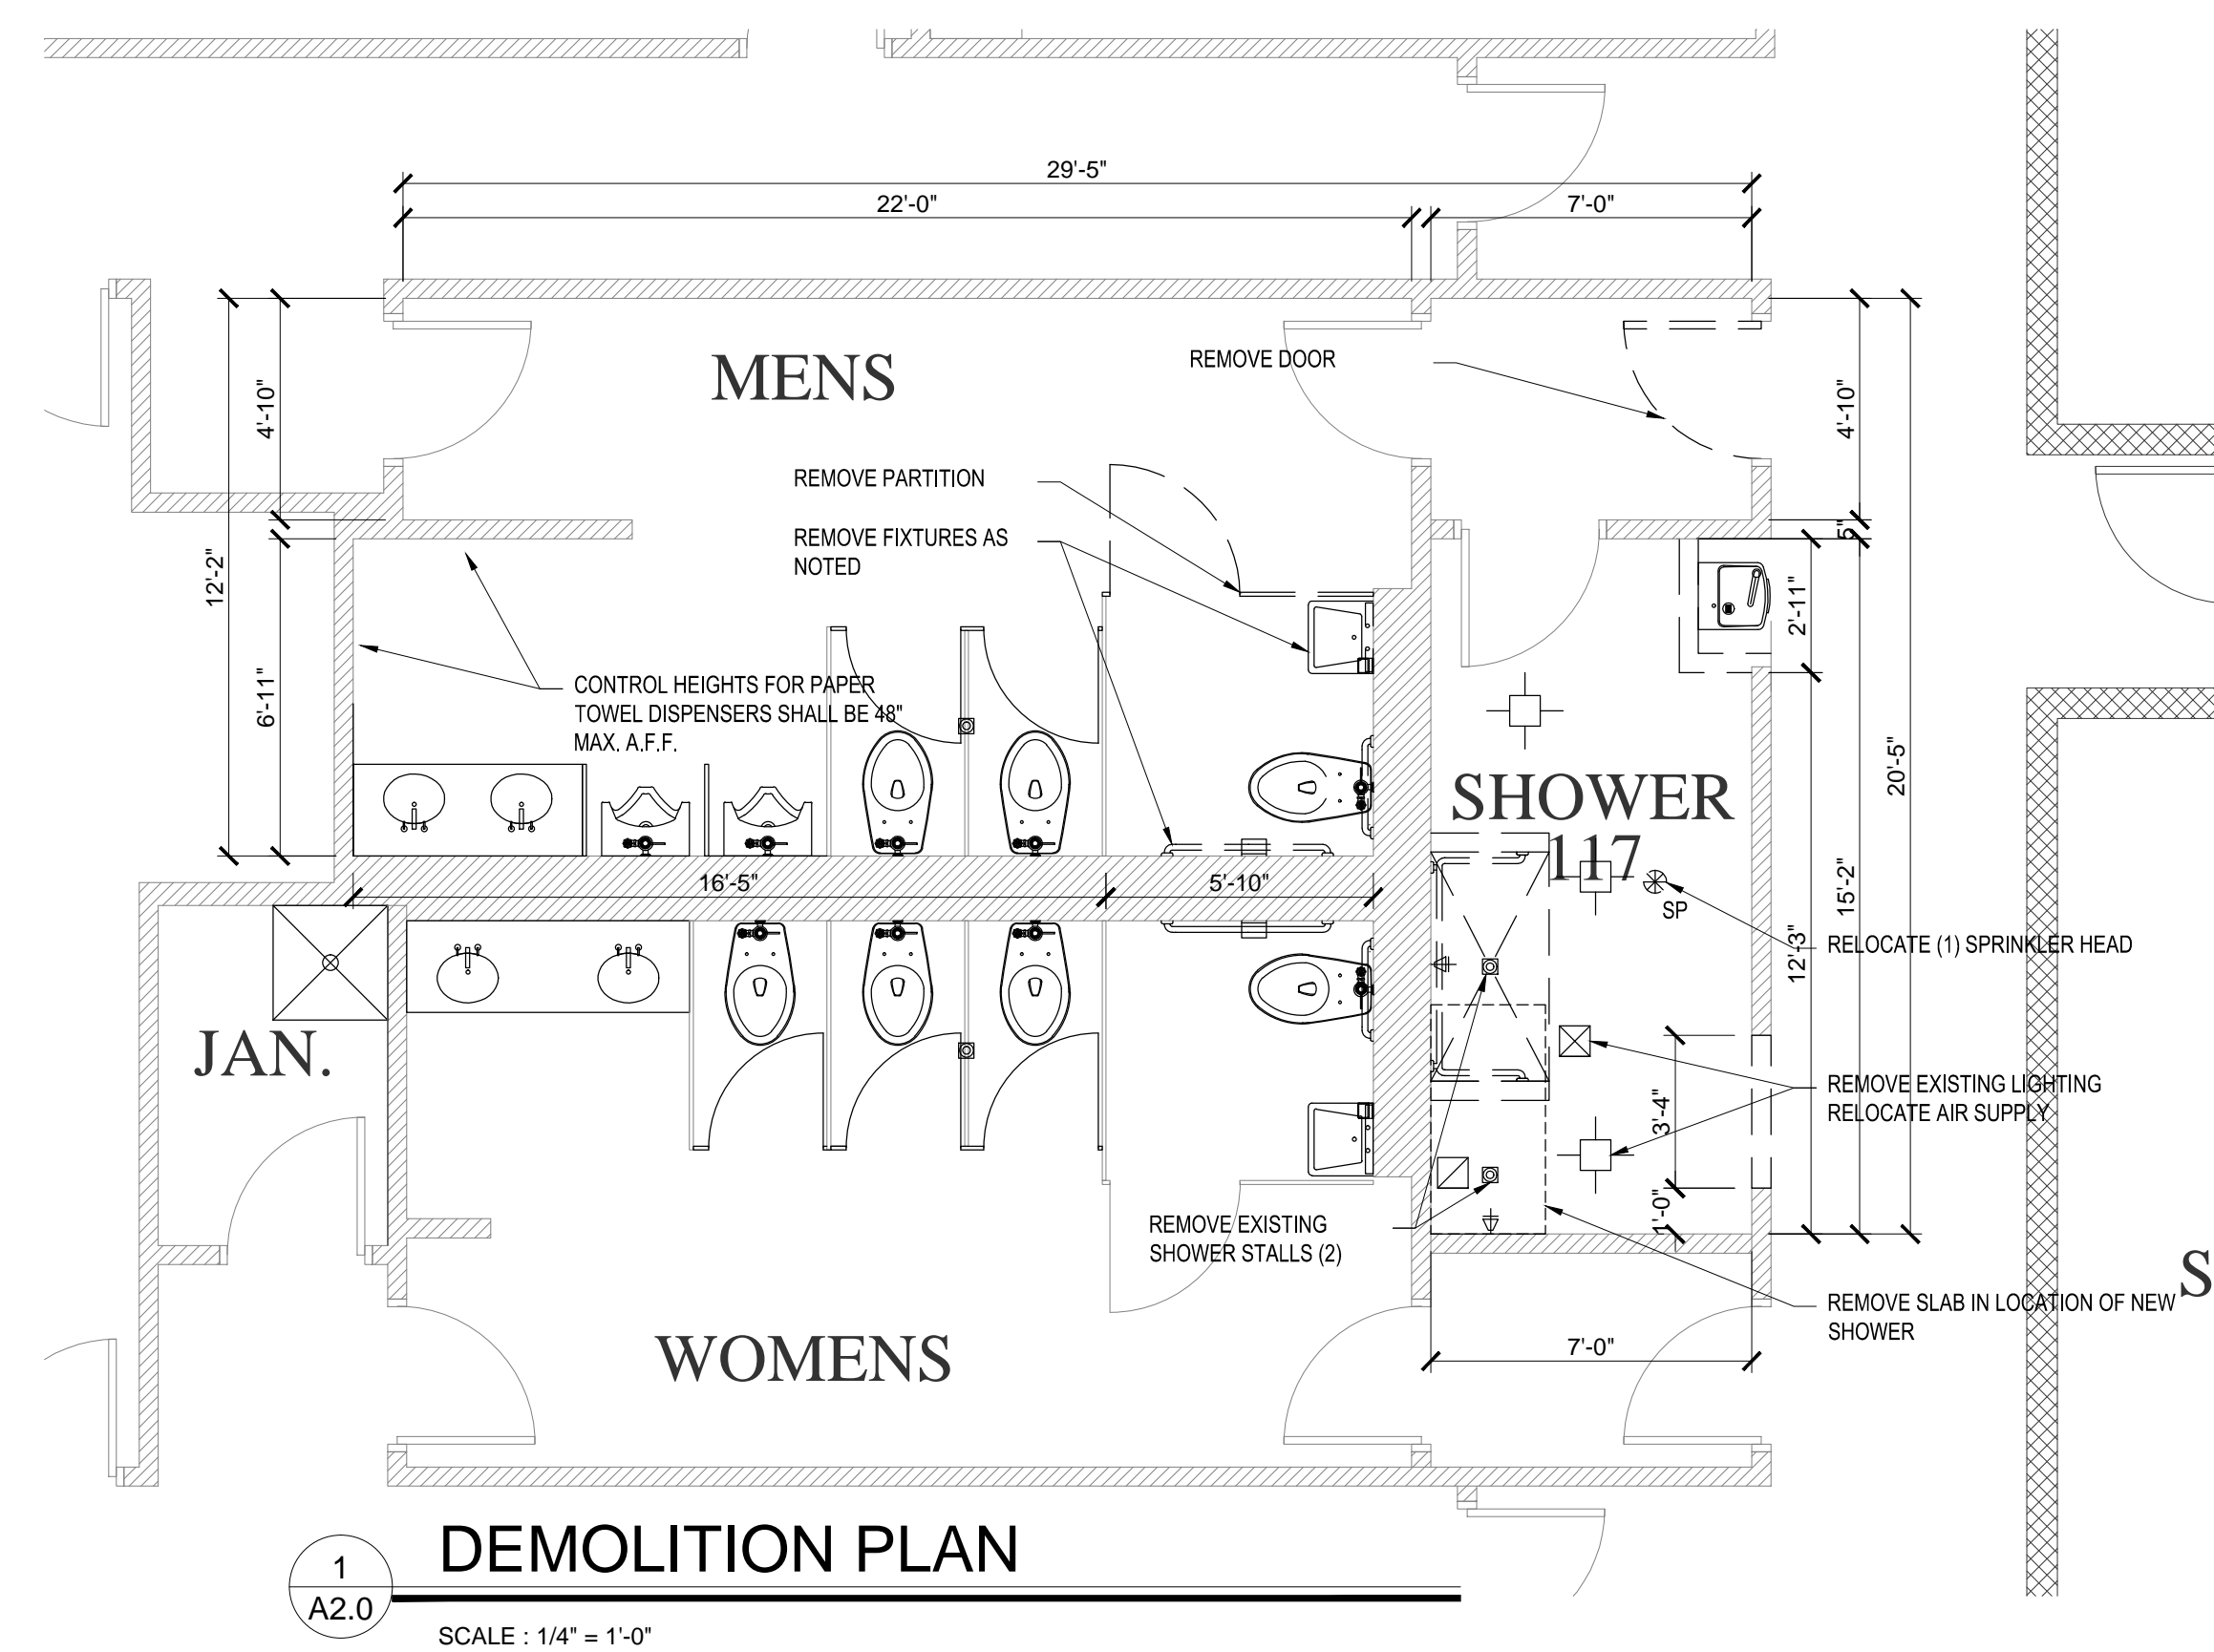 29'-5"
22'-0"
7'-0"
MENS
REMOVE DOOR
4'-10"
4'-10"
12'-2"
REMOVE PARTITION
REMOVE FIXTURES AS
NOTED
5"
2'-11"
6'-11"
CONTROL HEIGHTS FOR PAPER
TOWEL DISPENSERS SHALL BE 48"
MAX. A.F.F.
20'-5"
SHOWER
117
16'-5"
5'-10"
15'-2"
SP
12'-3"
RELOCATE (1) SPRINKLER HEAD
JAN.
REMOVE EXISTING LIGHTING
RELOCATE AIR SUPPLY
3'-4"
1'-0"
REMOVE EXISTING
SHOWER STALLS (2)
S
REMOVE SLAB IN LOCATION OF NEW
SHOWER
WOMENS
7'-0"
1
A2.0
DEMOLITION PLAN
SCALE : 1/4" = 1'-0"